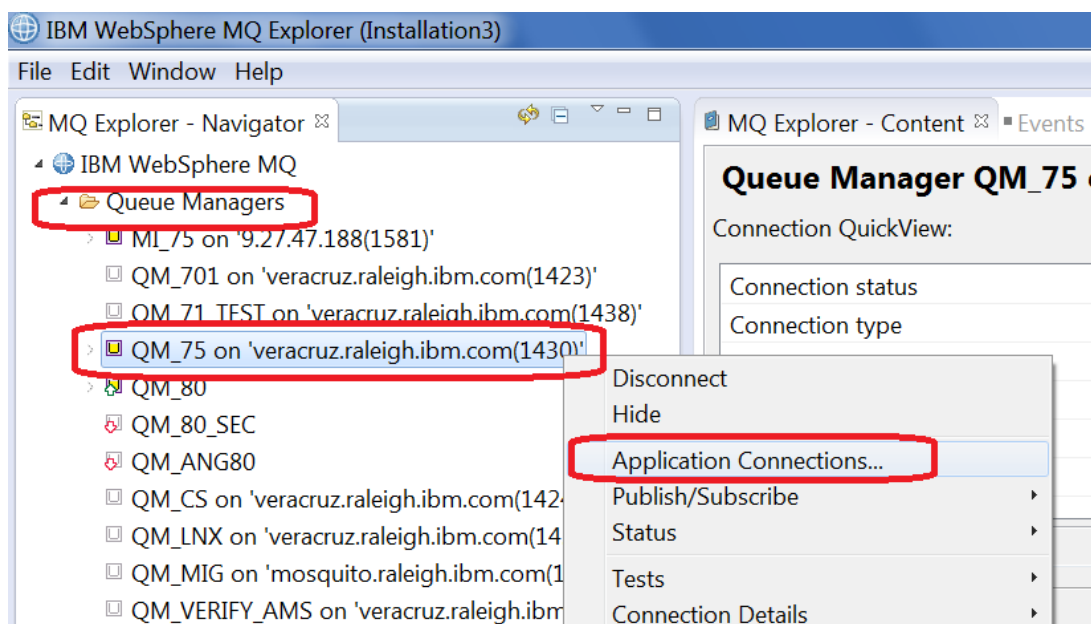 IBM WebSphere MQ Explorer (Installation3)
File Edit Window Help
MQ Explorer - Navigator
IBM WebSphere MQ
Queue Managers
MI_75 on '9.27.47.188(1581)'
QM_701 on 'veracruz.raleigh.ibm.com(1423)'
QM_71_TEST on 'veracruz.raleigh.ibm.com(1438)'
QM_75 on 'veracruz.raleigh.ibm.com(1430)'
QM_80
QM_80_SEC
QM_ANG80
QM_CS on 'veracruz.raleigh.ibm.com(142
QM_LNX on 'veracruz.raleigh.ibm.com(14
QM_MIG on 'mosquito.raleigh.ibm.com(1
QM_VERIFY_AMS on 'veracruz.raleigh.ibm
MQ Explorer - Content Events
Queue Manager QM_75
Connection QuickView:
Connection status
Connection type
Disconnect
Hide
Application Connections...
Publish/Subscribe
Status
Tests
Connection Details